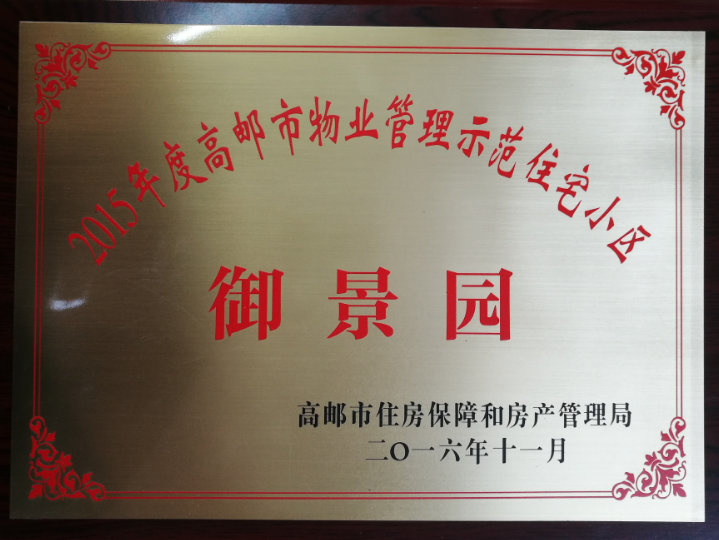 2015年度高邮市物业管理示范住宅小区
御景园
高邮市住房保障和房产管理局
二〇一六年十一月